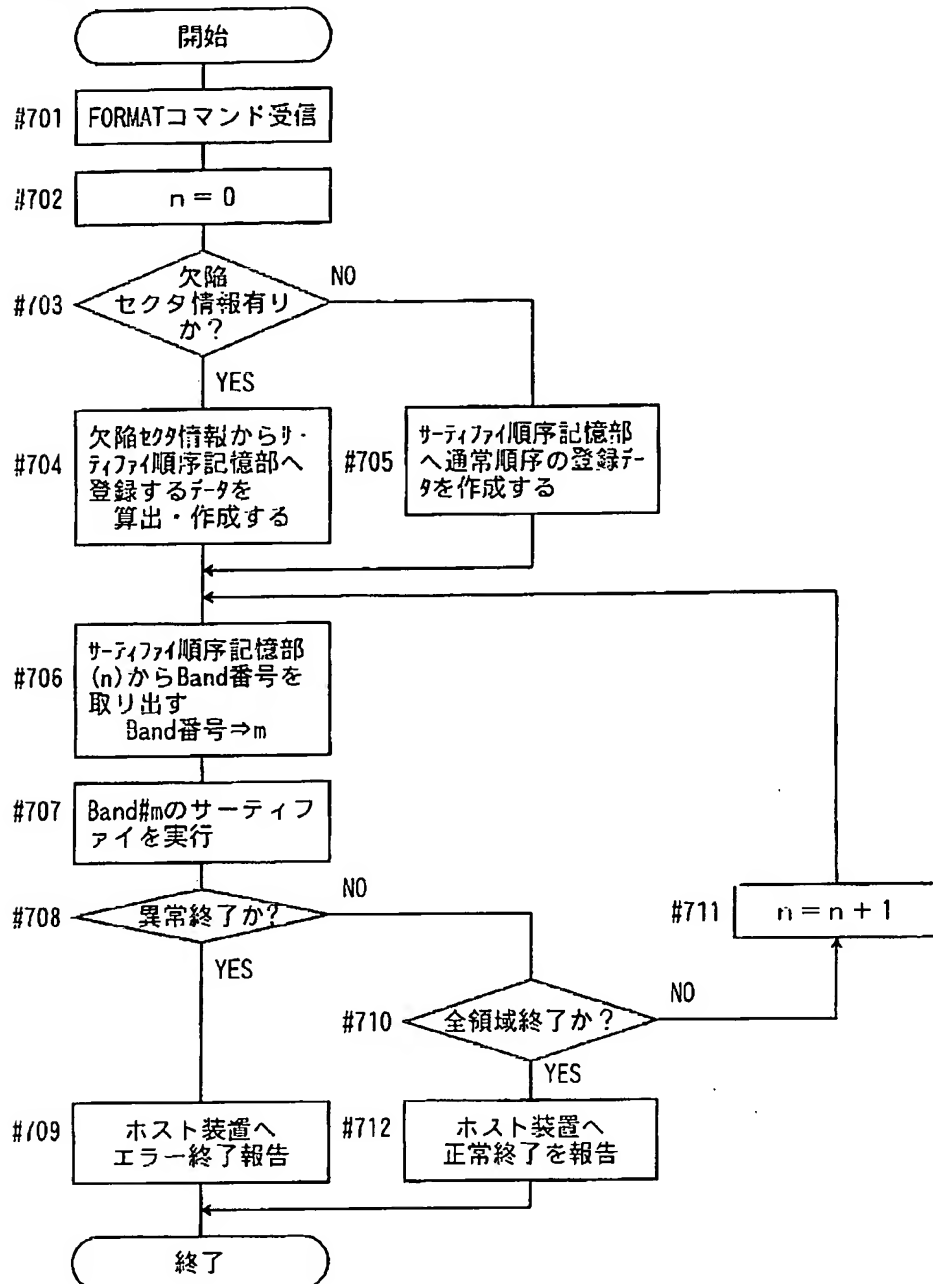 開始
#701
FORMATコマンド受信
#702
n = 0
#703
欠陥
セクタ情報有り
か?
NO
YES
#704
欠陥セクタ情報からサー
ティファイ順序記憶部へ
登録するデータを
算出・作成する
#705
サーティファイ順序記憶部
へ通常順序の登録デー
タを作成する
#706
サーティファイ順序記憶部
(n)からBand番号を
取り出す
Band番号⇒m
#707
Band#mのサーティフ
ァイを実行
#708
異常終了か?
NO
YES
#711
n = n + 1
#710
全領域終了か?
NO
YES
#709
ホスト装置へ
エラー終了報告
#712
ホスト装置へ
正常終了を報告
終了